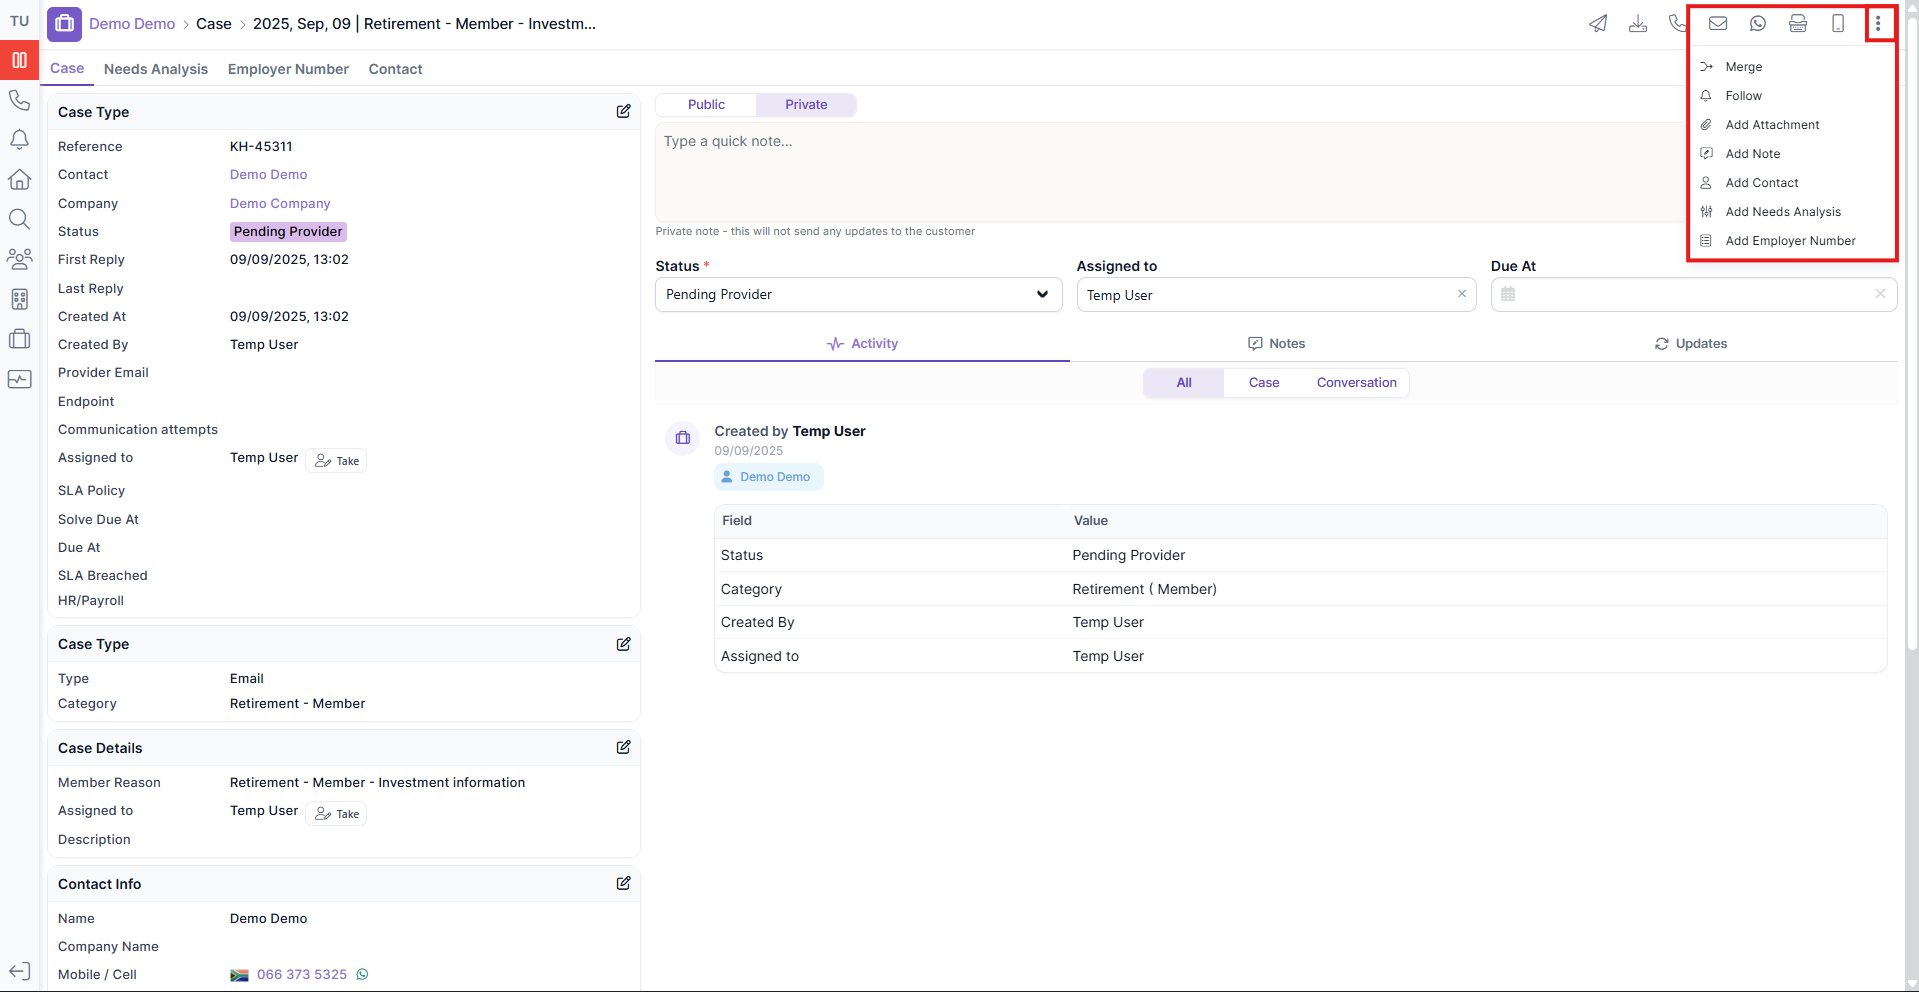 TU
Demo Demo > Case > 2025, Sep, 09 | Retirement - Member - Investm...
Case Needs Analysis Employer Number Contact
Merge
Follow
Add Attachment
Add Note
Add Contact
Add Needs Analysis
Add Employer Number
Case Type
Reference KH-45311
Contact Demo Demo
Company Demo Company
Status Pending Provider
First Reply 09/09/2025, 13:02
Last Reply
Created At 09/09/2025, 13:02
Created By Temp User
Provider Email
Endpoint
Communication attempts
Assigned to Temp User Take
SLA Policy
Solve Due At
Due At
SLA Breached
HR/Payroll
Case Type
Type Email
Category Retirement - Member
Case Details
Member Reason Retirement - Member - Investment information
Assigned to Temp User Take
Description
Contact Info
Name Demo Demo
Company Name
Mobile / Cell 066 373 5325
Public Private
Type a quick note...
Private note - this will not send any updates to the customer
Status * Assigned to Due At
Pending Provider Temp User
Activity Notes Updates
All Case Conversation
Created by Temp User
09/09/2025
Demo Demo
Field Value
Status Pending Provider
Category Retirement ( Member)
Created By Temp User
Assigned to Temp User